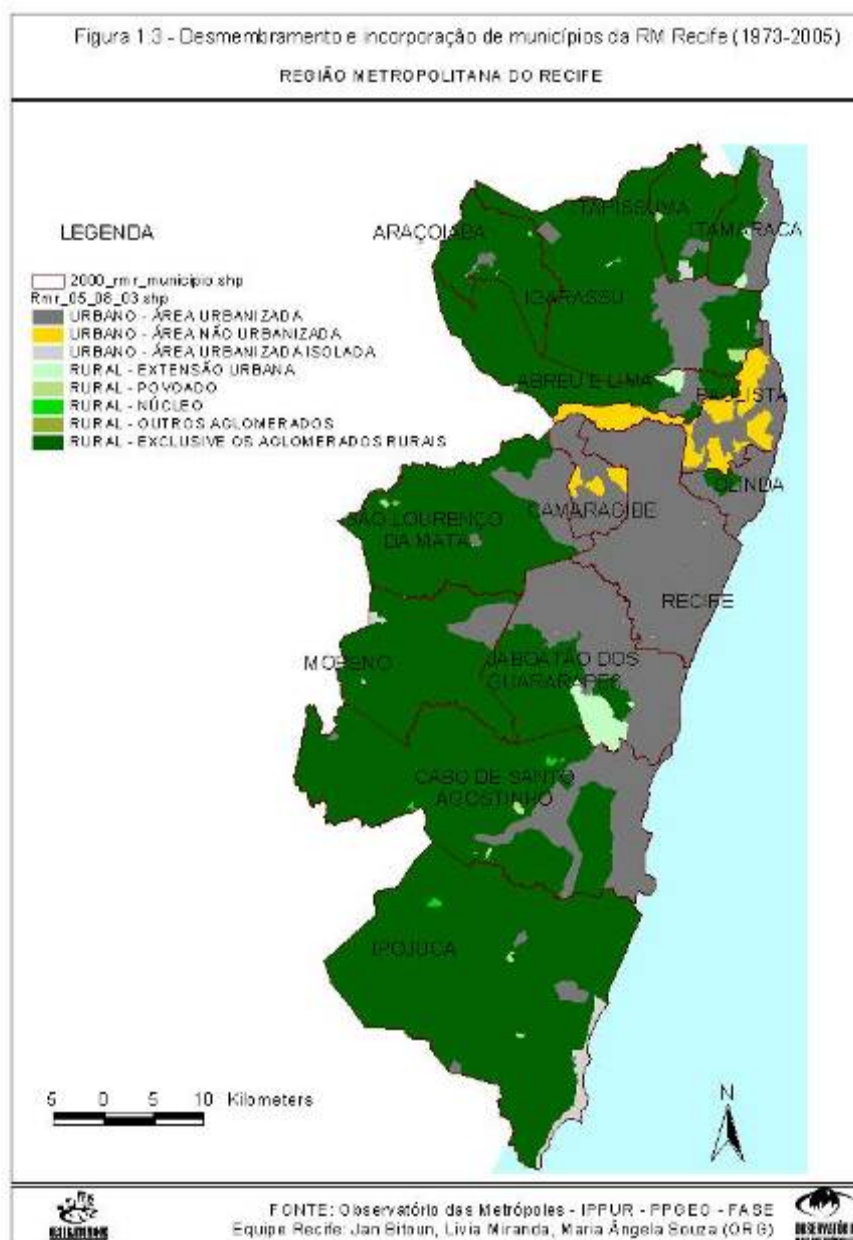 Figura 1.3 - Desmembramento e incorporação de municípios da RM Recife (1973-2005)
REGIÃO METROPOLITANA DO RECIFE
LEGENDA
2000_rmr_municipio.shp
Rmr_05_08_03.shp
URBANO - ÁREA URBANIZADA
URBANO - ÁREA NÃO URBANIZADA
URBANO - ÁREA URBANIZADA ISOLADA
RURAL - EXTENSÃO URBANA
RURAL - POVOADO
RURAL - NÚCLEO
RURAL - OUTROS AGLOMERADOS
RURAL - EXCLUSIVE OS AGLOMERADOS RURAIS
TAPISSUMA
ARAÇOIABA
ITAMARACA
IGARASSU
ABREU E LIMA
PAULISTA
OLINDA
CAMARAGIBE
SÃO LOURENÇO
DA MATA
RECIFE
MORENO
JABOATÃO DOS
GUARARAPES
CABO DE SANTO
AGOSTINHO
IPOJUCA
5 0 5 10 Kilometers
N
FONTE: Observatório das Metrópoles - IPPUR - PPGEO - FASE
Equipe Recife: Jan Bitoun, Livia Miranda, Maria Ângela Souza (ORG)